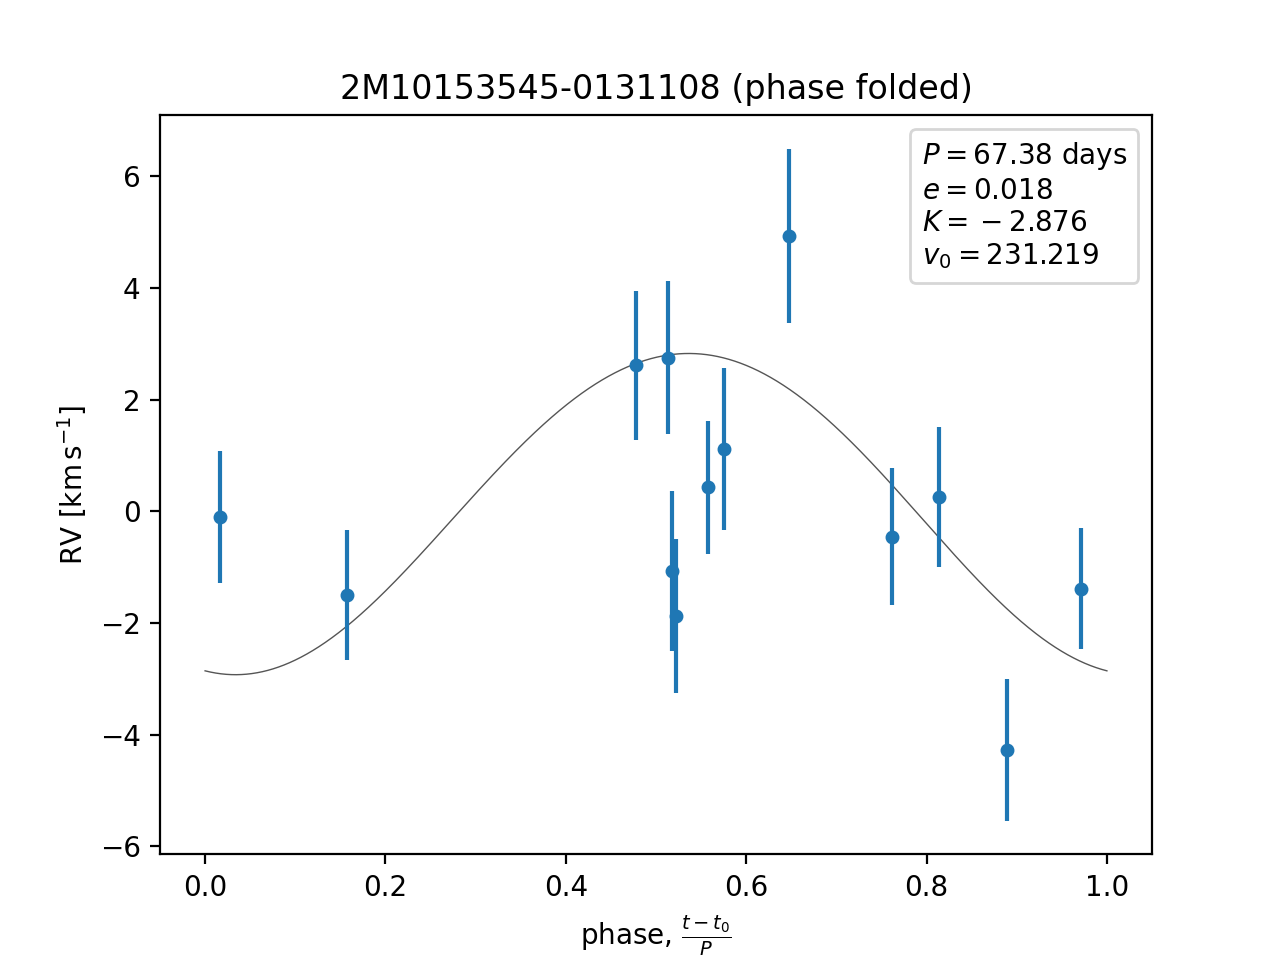 2M10153545-0131108 (phase folded)
P = 67.38 days
e = 0.018
K = −2.876
v₀ = 231.219
6
4
2
0
−2
−4
−6
RV [km s⁻¹]
0.0 0.2 0.4 0.6 0.8 1.0
phase, (t − t₀)/P